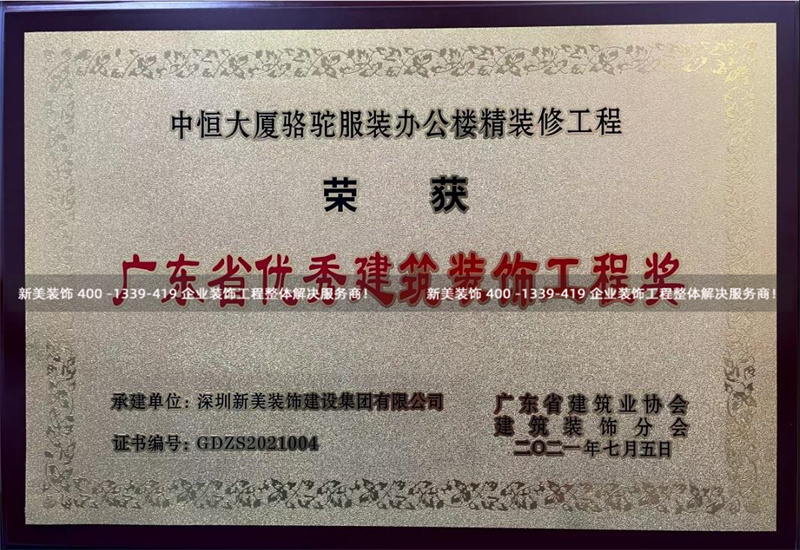 中恒大厦骆驼服装办公楼精装修工程
荣 获
广东省优秀建筑装饰工程奖
新美装饰 400 -1339-419 企业装饰工程整体解决服务商！ 新美装饰 400 -1339-419 企业装饰工程整体解决服务商！
承建单位：深圳新美装饰建设集团有限公司
证书编号：GDZS2021004
广东省建筑业协会
建筑装饰分会
二〇二一年七月五日